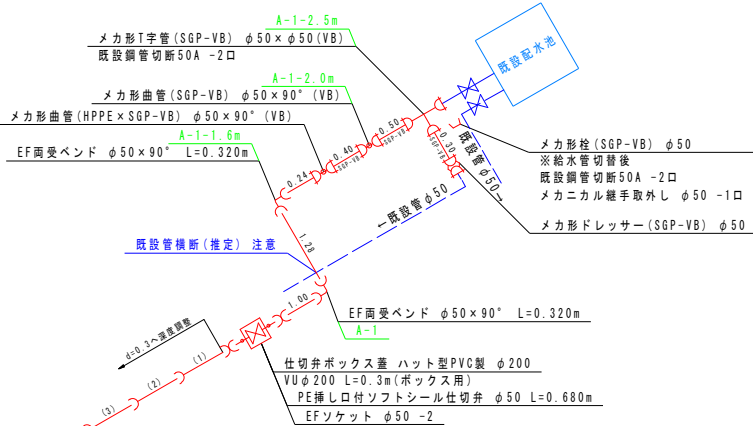 A-1-2.5m
メカ形T字管(SGP-VB) φ50×φ50(VB)
既設鋼管切断50A -2口
A-1-2.0m
メカ形曲管(SGP-VB) φ50×90° (VB)
メカ形曲管(HPPE×SGP-VB) φ50×90° (VB)
A-1-1.6m
EF両受ベンド φ50×90° L=0.320m
既設配水池
0.50
SGP-VB
0.40
SGP-VB
0.24
0.30
SGP-VB
既設管φ50→
←既設管φ50
メカ形栓(SGP-VB) φ50
※給水管切替後
既設鋼管切断50A -2口
メカニカル継手取外し φ50 -1口
メカ形ドレッサー(SGP-VB) φ50
1.28
既設管横断(推定) 注意
1.00
EF両受ベンド φ50×90° L=0.320m
A-1
d=0.3へ深度調整
(1)
(2)
(3)
仕切弁ボックス蓋 ハット型PVC製 φ200
VUφ200 L=0.3m(ボックス用)
PE挿し口付ソフトシール仕切弁 φ50 L=0.680m
EFソケット φ50 -2